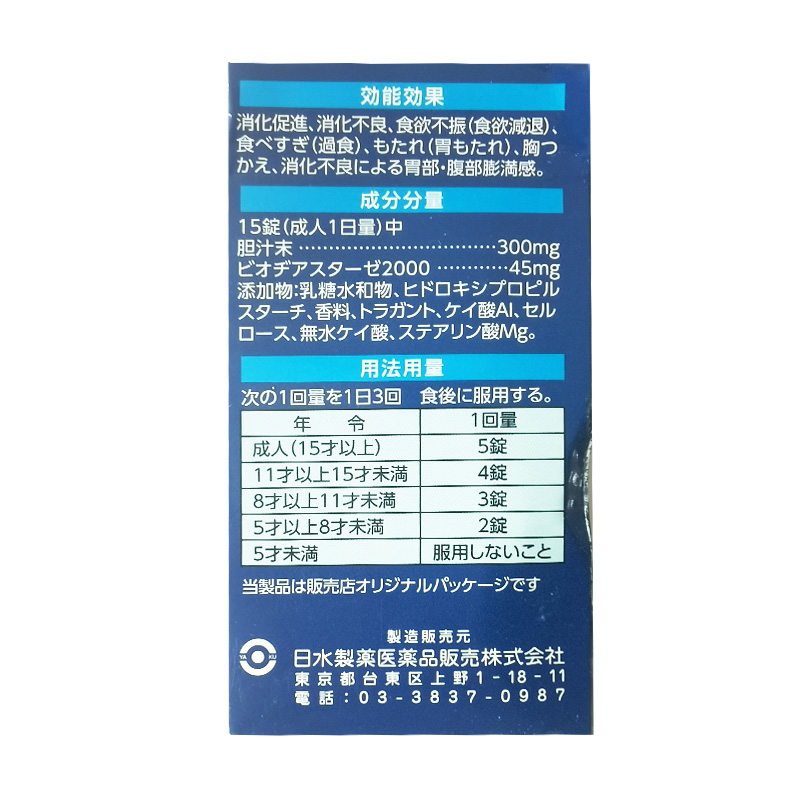 効能効果
消化促進、消化不良、食欲不振(食欲減退)、
食べすぎ(過食)、もたれ(胃もたれ)、胸つ
かえ、消化不良による胃部・腹部膨満感。
成分分量
15錠(成人1日量)中
胆汁末 ……………………………300mg
ビオヂアスターゼ2000 …………45mg
添加物:乳糖水和物、ヒドロキシプロピル
スターチ、香料、トラガント、ケイ酸Al、セル
ロース、無水ケイ酸、ステアリン酸Mg。
用法用量
次の1回量を1日3回 食後に服用する。
年 令 1回量
成人(15才以上) 5錠
11才以上15才未満 4錠
8才以上11才未満 3錠
5才以上8才未満 2錠
5才未満 服用しないこと
当製品は販売店オリジナルパッケージです
製造販売元
YA KU 日水製薬医薬品販売株式会社
東京都台東区上野1-18-11
電話:03-3837-0987